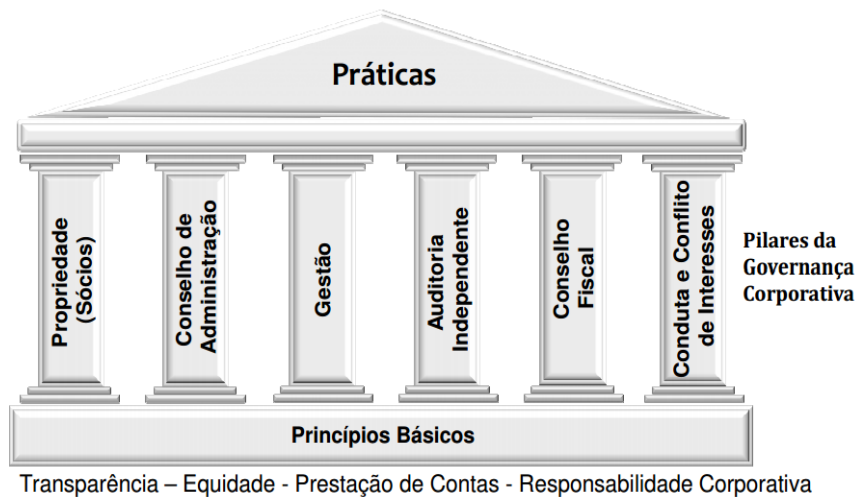 Práticas
Propriedade
(Sócios)
Conselho de
Administração
Gestão
Auditoria
Independente
Conselho
Fiscal
Conduta e Conflito
de Interesses
Pilares da
Governança
Corporativa
Princípios Básicos
Transparência – Equidade - Prestação de Contas - Responsabilidade Corporativa